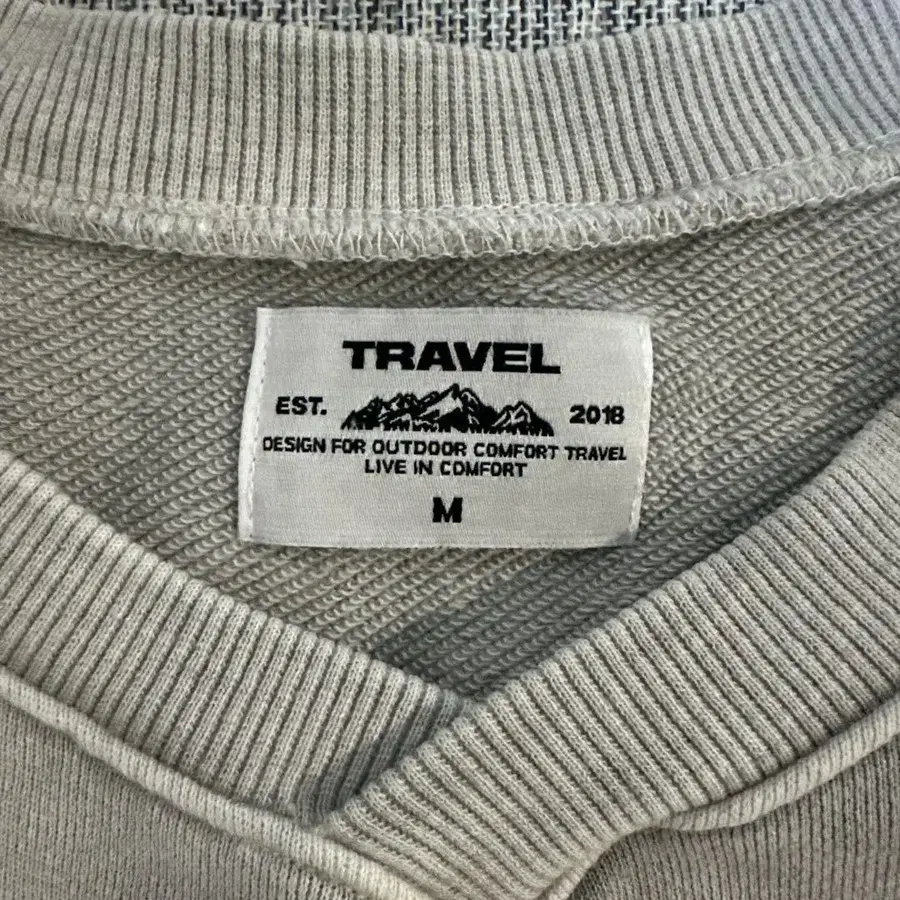 TRAVEL
EST. 2018
DESIGN FOR OUTDOOR COMFORT TRAVEL
LIVE IN COMFORT
M